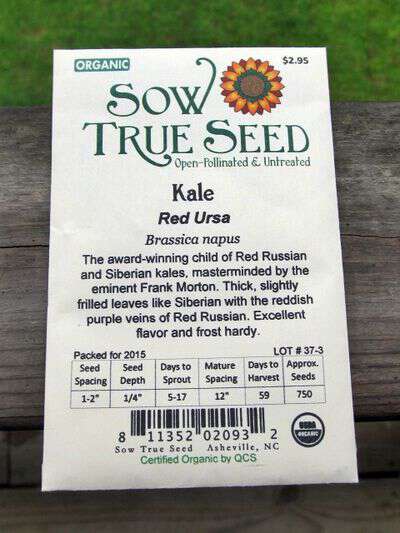 ORGANIC $2.95
SOW
TRUE SEED
Open-Pollinated & Untreated
Kale
Red Ursa
Brassica napus
The award-winning child of Red Russian
and Siberian kales, masterminded by the
eminent Frank Morton. Thick, slightly
frilled leaves like Siberian with the reddish
purple veins of Red Russian. Excellent
flavor and frost hardy.
Packed for 2015 LOT # 37-3
Seed Seed Days to Mature Days to Approx.
Spacing Depth Sprout Spacing Harvest Seeds
1-2" 1/4" 5-17 12" 59 750
8 11352 02093 2
Sow True Seed Asheville, NC
Certified Organic by QCS
USDA
ORGANIC